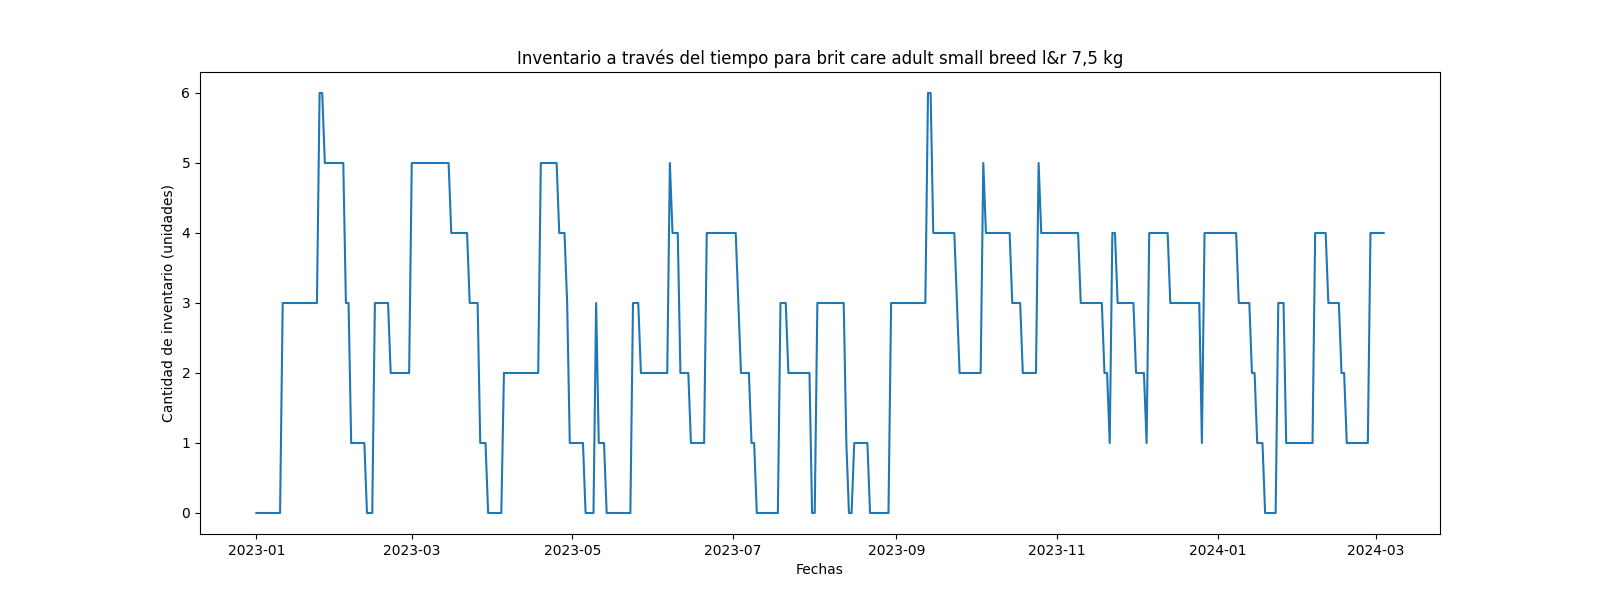 Inventario a través del tiempo para brit care adult small breed l&r 7,5 kg
Cantidad de inventario (unidades)
6
5
4
3
2
1
0
2023-01 2023-03 2023-05 2023-07 2023-09 2023-11 2024-01 2024-03
Fechas